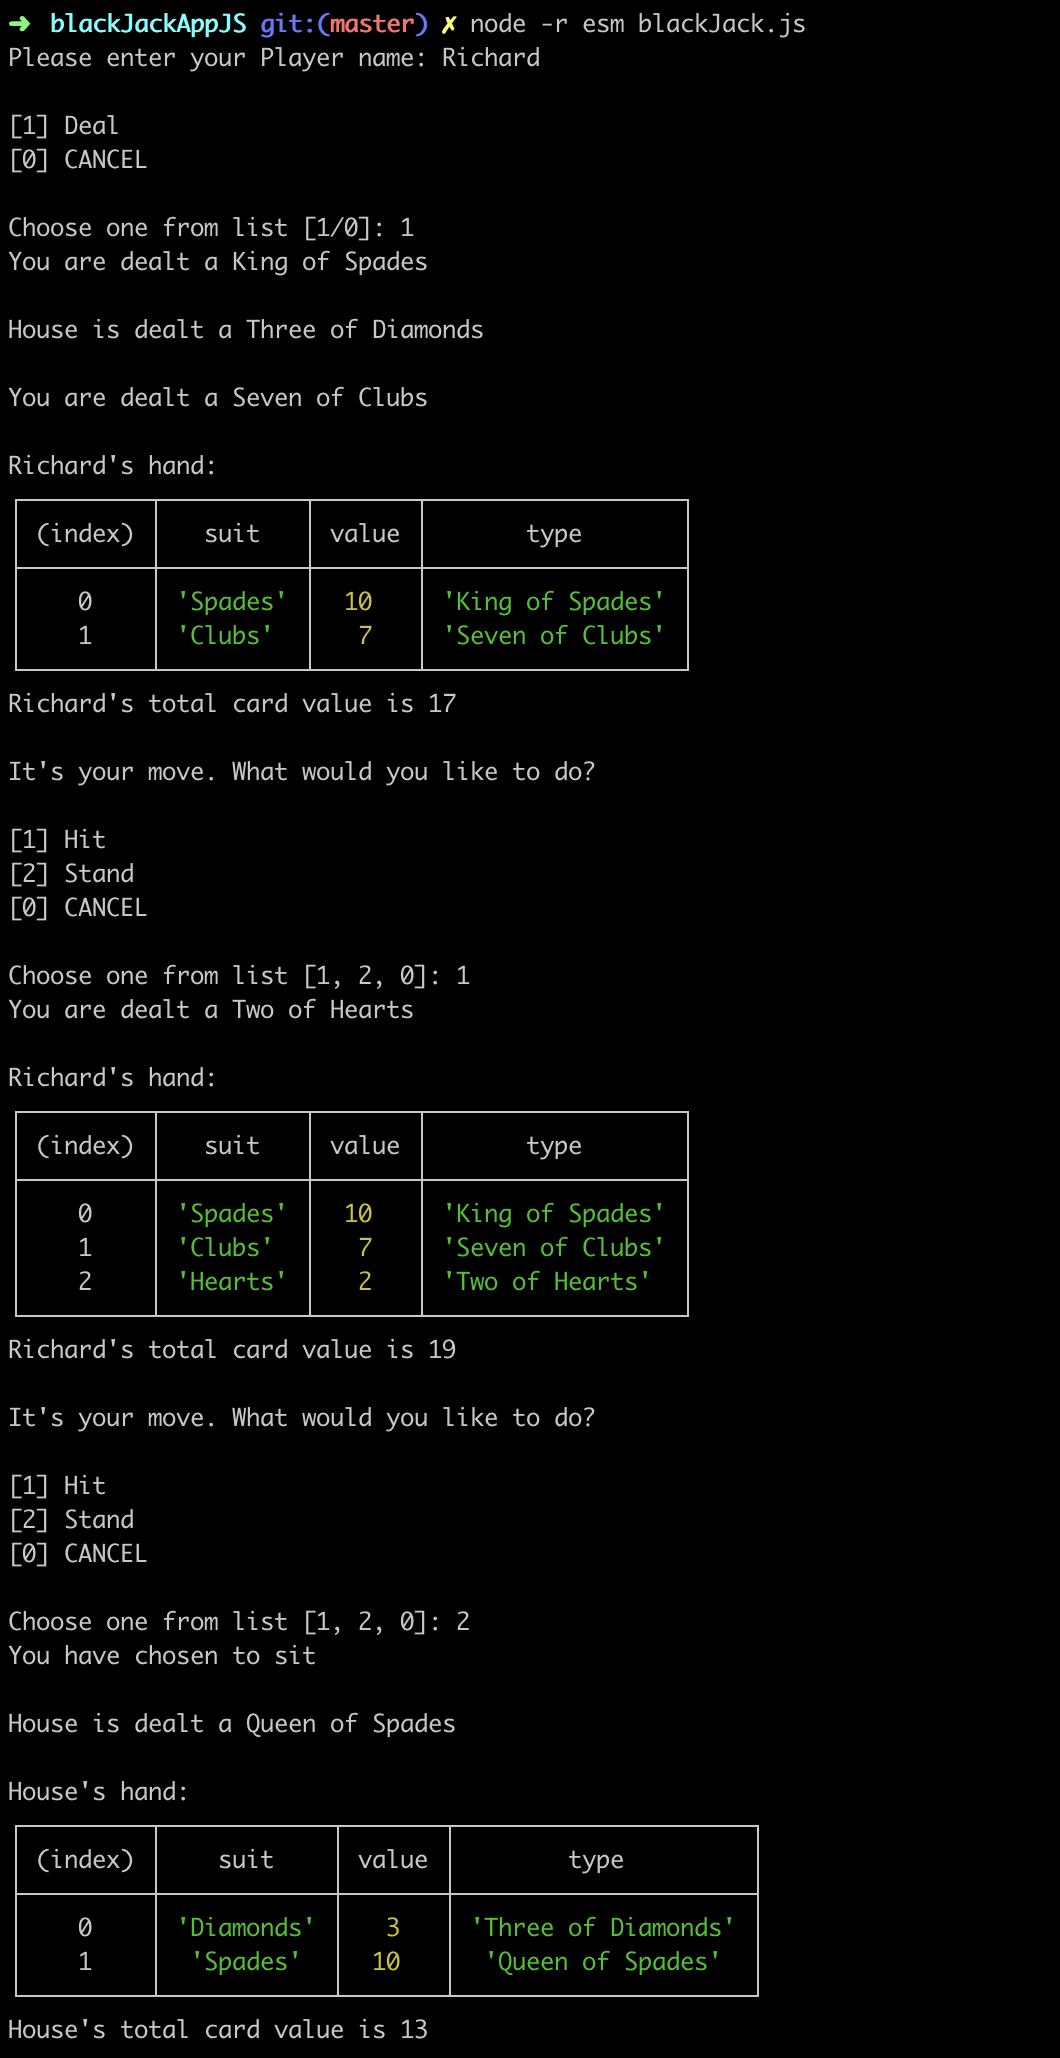 ➜ blackJackAppJS git:(master) ✗ node -r esm blackJack.js
Please enter your Player name: Richard
[1] Deal
[0] CANCEL
Choose one from list [1/0]: 1
You are dealt a King of Spades
House is dealt a Three of Diamonds
You are dealt a Seven of Clubs
Richard's hand:
(index) suit value type
0 'Spades' 10 'King of Spades'
1 'Clubs' 7 'Seven of Clubs'
Richard's total card value is 17
It's your move. What would you like to do?
[1] Hit
[2] Stand
[0] CANCEL
Choose one from list [1, 2, 0]: 1
You are dealt a Two of Hearts
Richard's hand:
(index) suit value type
0 'Spades' 10 'King of Spades'
1 'Clubs' 7 'Seven of Clubs'
2 'Hearts' 2 'Two of Hearts'
Richard's total card value is 19
It's your move. What would you like to do?
[1] Hit
[2] Stand
[0] CANCEL
Choose one from list [1, 2, 0]: 2
You have chosen to sit
House is dealt a Queen of Spades
House's hand:
(index) suit value type
0 'Diamonds' 3 'Three of Diamonds'
1 'Spades' 10 'Queen of Spades'
House's total card value is 13